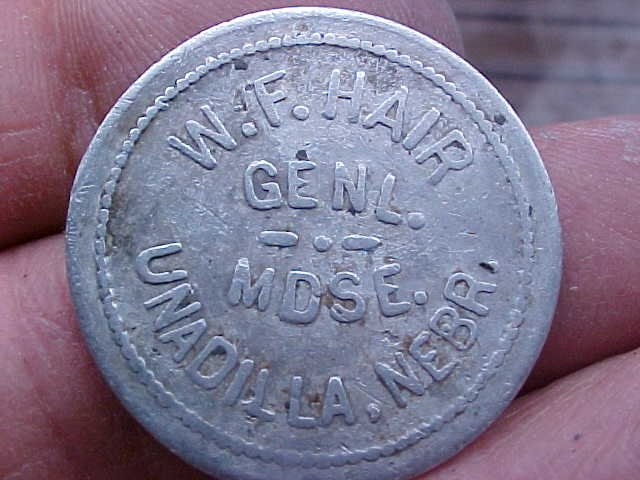 W. F. HAIR
GENL.
MDSE.
UNADILLA, NEBR.